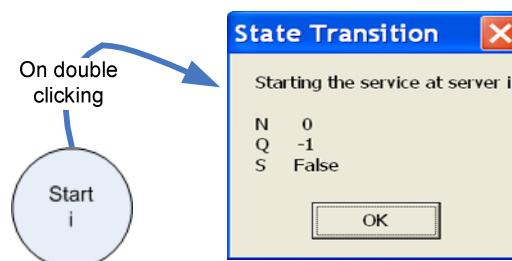 On double
clicking
Start
i
State Transition
Starting the service at server i
N 0
Q -1
S False
OK